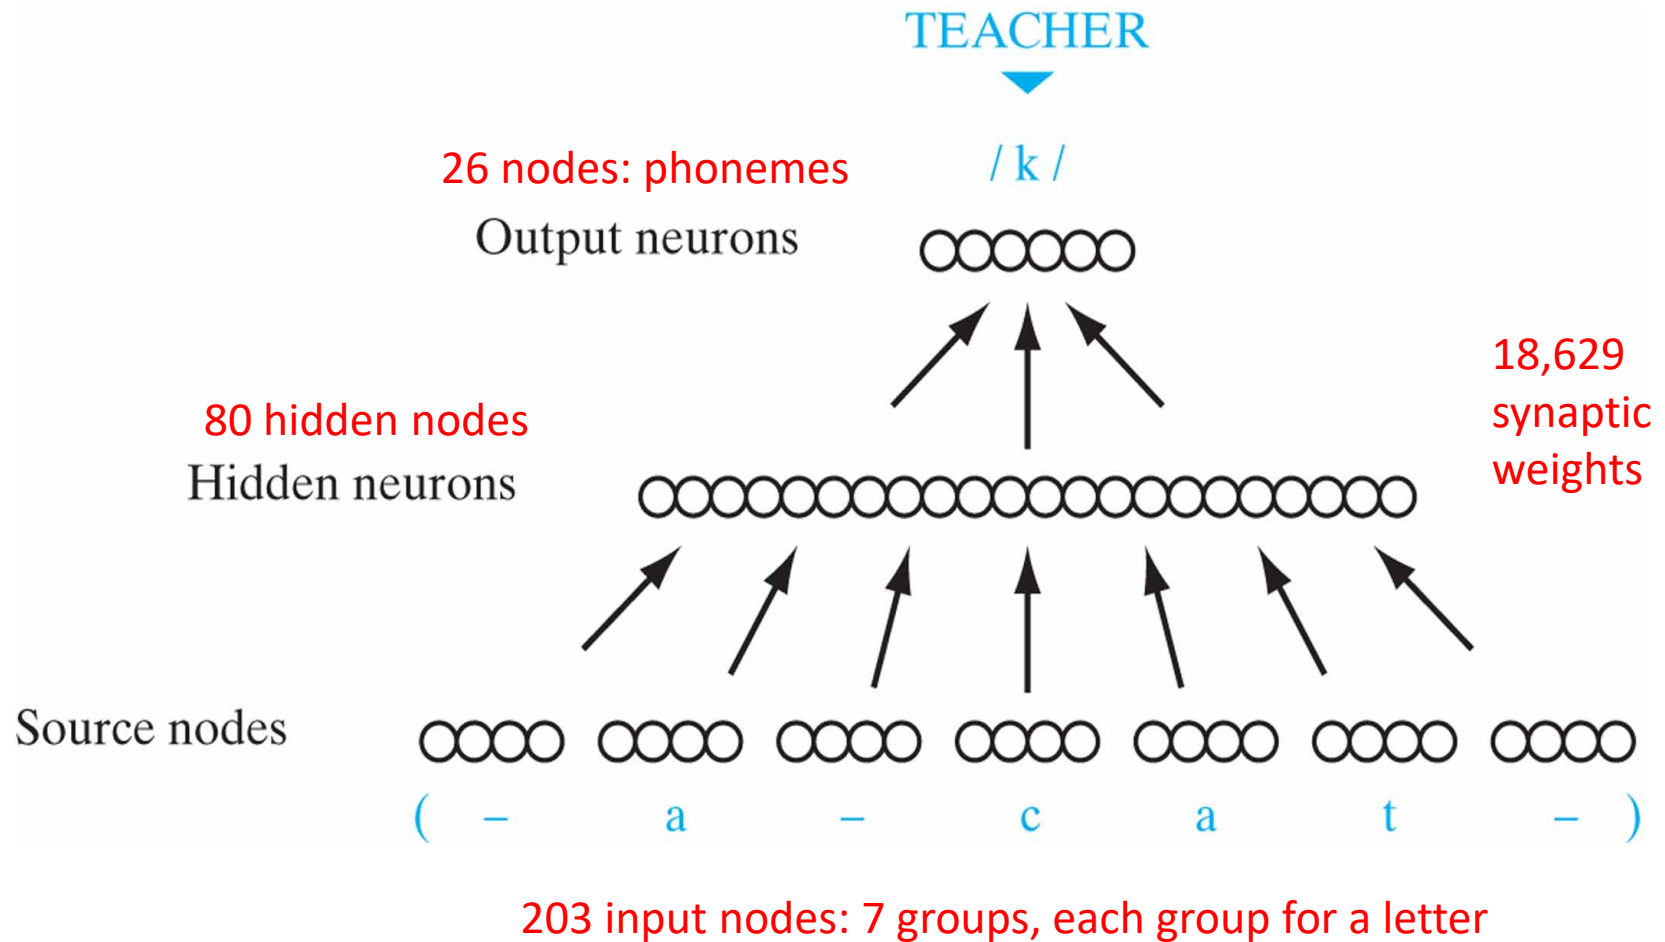 TEACHER
26 nodes: phonemes
/ k /
Output neurons
18,629
synaptic
weights
80 hidden nodes
Hidden neurons
Source nodes
( – a – c a t – )
203 input nodes: 7 groups, each group for a letter